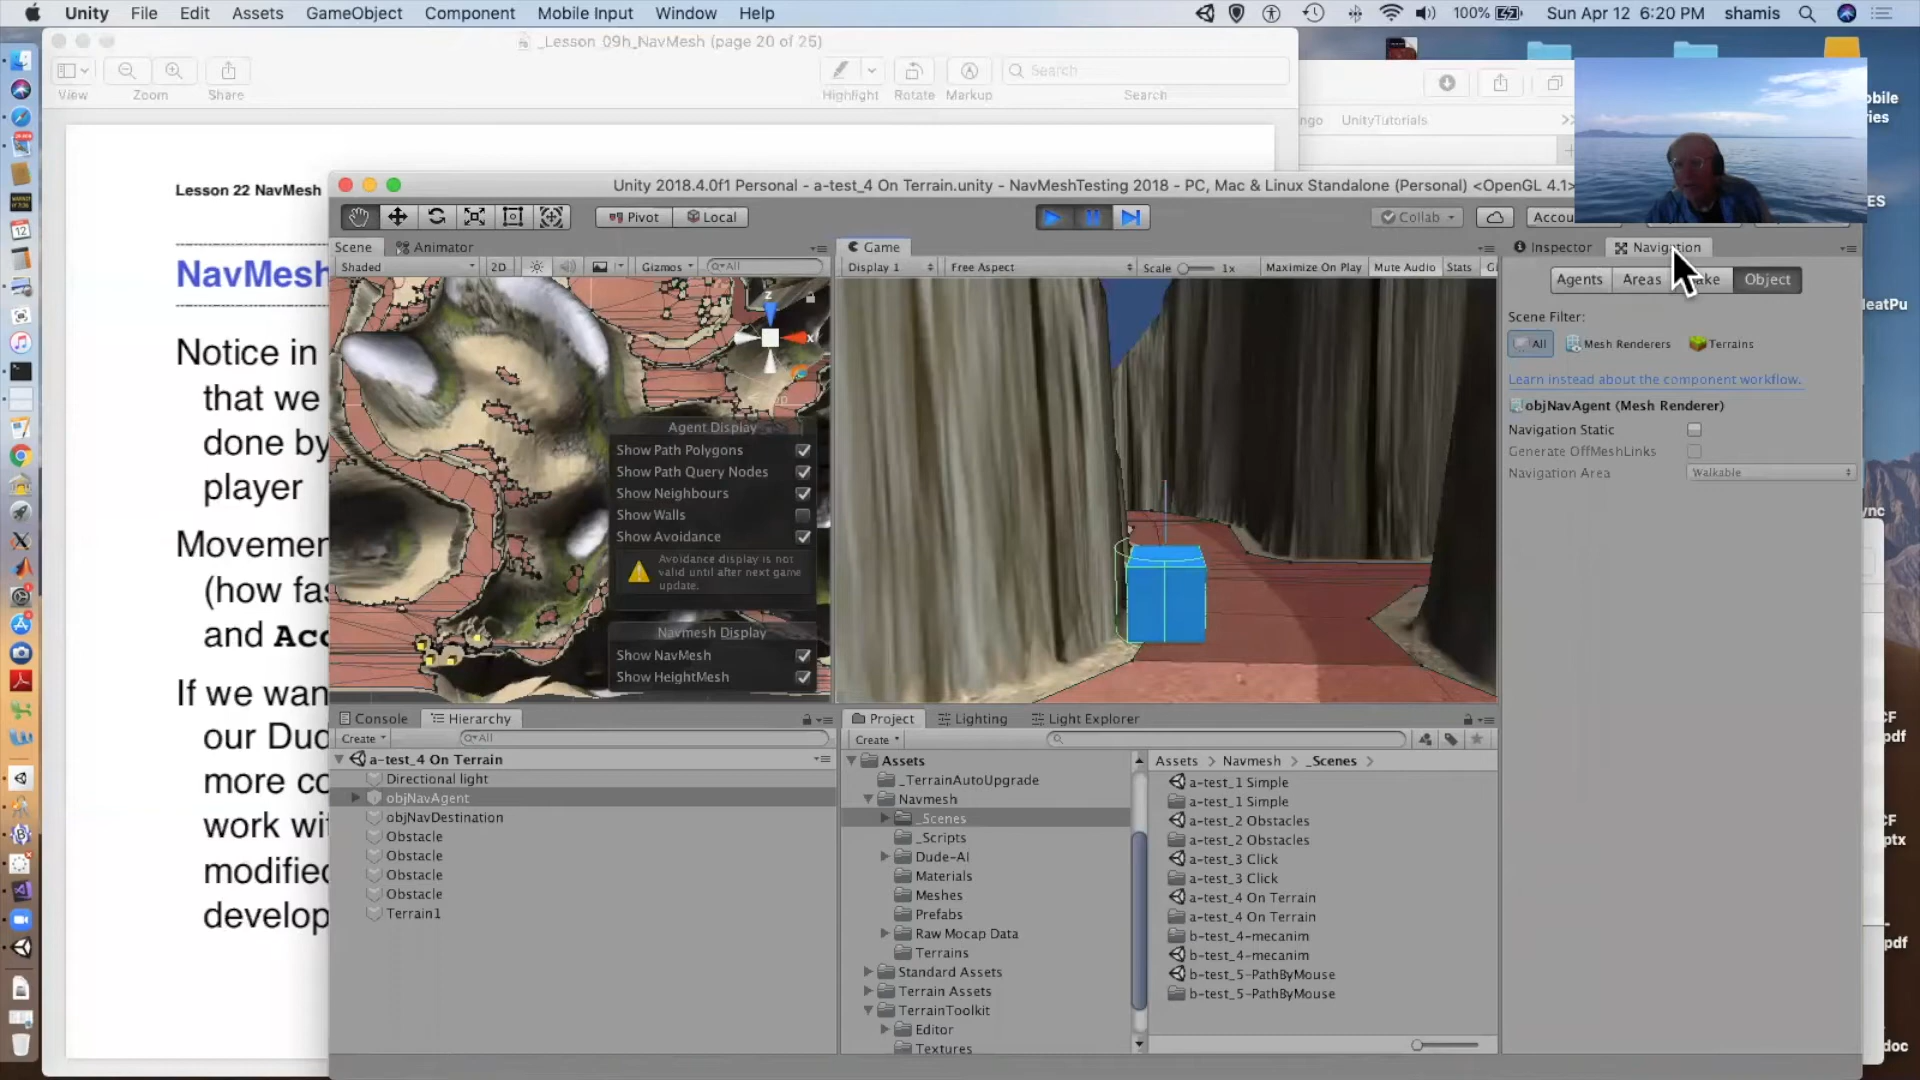 Unity File Edit Assets GameObject Component Mobile Input Window Help 100% Sun Apr 12 6:20 PM shamis
_Lesson 09h_NavMesh (page 20 of 25)
View Zoom Share Highlight Rotate Markup Search
Search
ngo UnityTutorials
Lesson 22 NavMesh
NavMesh
Notice in
that we
done by
player
(how fas
and
If we wan
our Dud
more co
work wi
modified
develop
Unity 2018.4.0f1 Personal - a-test_4 On Terrain.unity - NavMeshTesting 2018 - PC, Mac & Linux Standalone (Personal) <OpenGL 4.1>
Pivot Local Collab Accou
Scene Animator
Shaded 2D Gizmos All
z
x
Agent Display
Show Path Polygons
Show Path Query Nodes
Show Neighbours
Show Walls
Show Avoidance
Avoidance display is not
valid until after next game
update.
Navmesh Display
Show NavMesh
Show HeightMesh
Game
Display 1 Free Aspect Scale 1x Maximize On Play Mute Audio Stats Gi
Inspector Navigation
Agents Areas ake Object
Scene Filter:
All Mesh Renderers Terrains
Learn instead about the component workflow.
objNavAgent (Mesh Renderer)
Navigation Static
Generate OffMeshLinks
Navigation Area Walkable
Console Hierarchy
Create All
a-test_4 On Terrain
Directional light
objNavAgent
objNavDestination
Obstacle
Obstacle
Obstacle
Obstacle
Terrain1
Project Lighting Light Explorer
Create
Assets
_TerrainAutoUpgrade
Navmesh
_Scenes
_Scripts
Dude-AI
Materials
Meshes
Prefabs
Raw Mocap Data
Terrains
Standard Assets
Terrain Assets
TerrainToolkit
Editor
Textures
Assets > Navmesh > _Scenes >
a-test_1 Simple
a-test_1 Simple
a-test_2 Obstacles
a-test_2 Obstacles
a-test_3 Click
a-test_3 Click
a-test_4 On Terrain
a-test_4 On Terrain
b-test_4-mecanim
b-test_4-mecanim
b-test_5-PathByMouse
b-test_5-PathByMouse